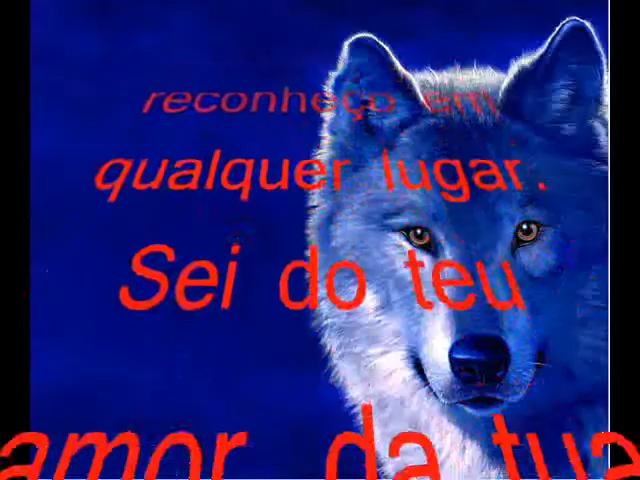 reconheço em
qualquer lugar.
Sei do teu
amor, da tua